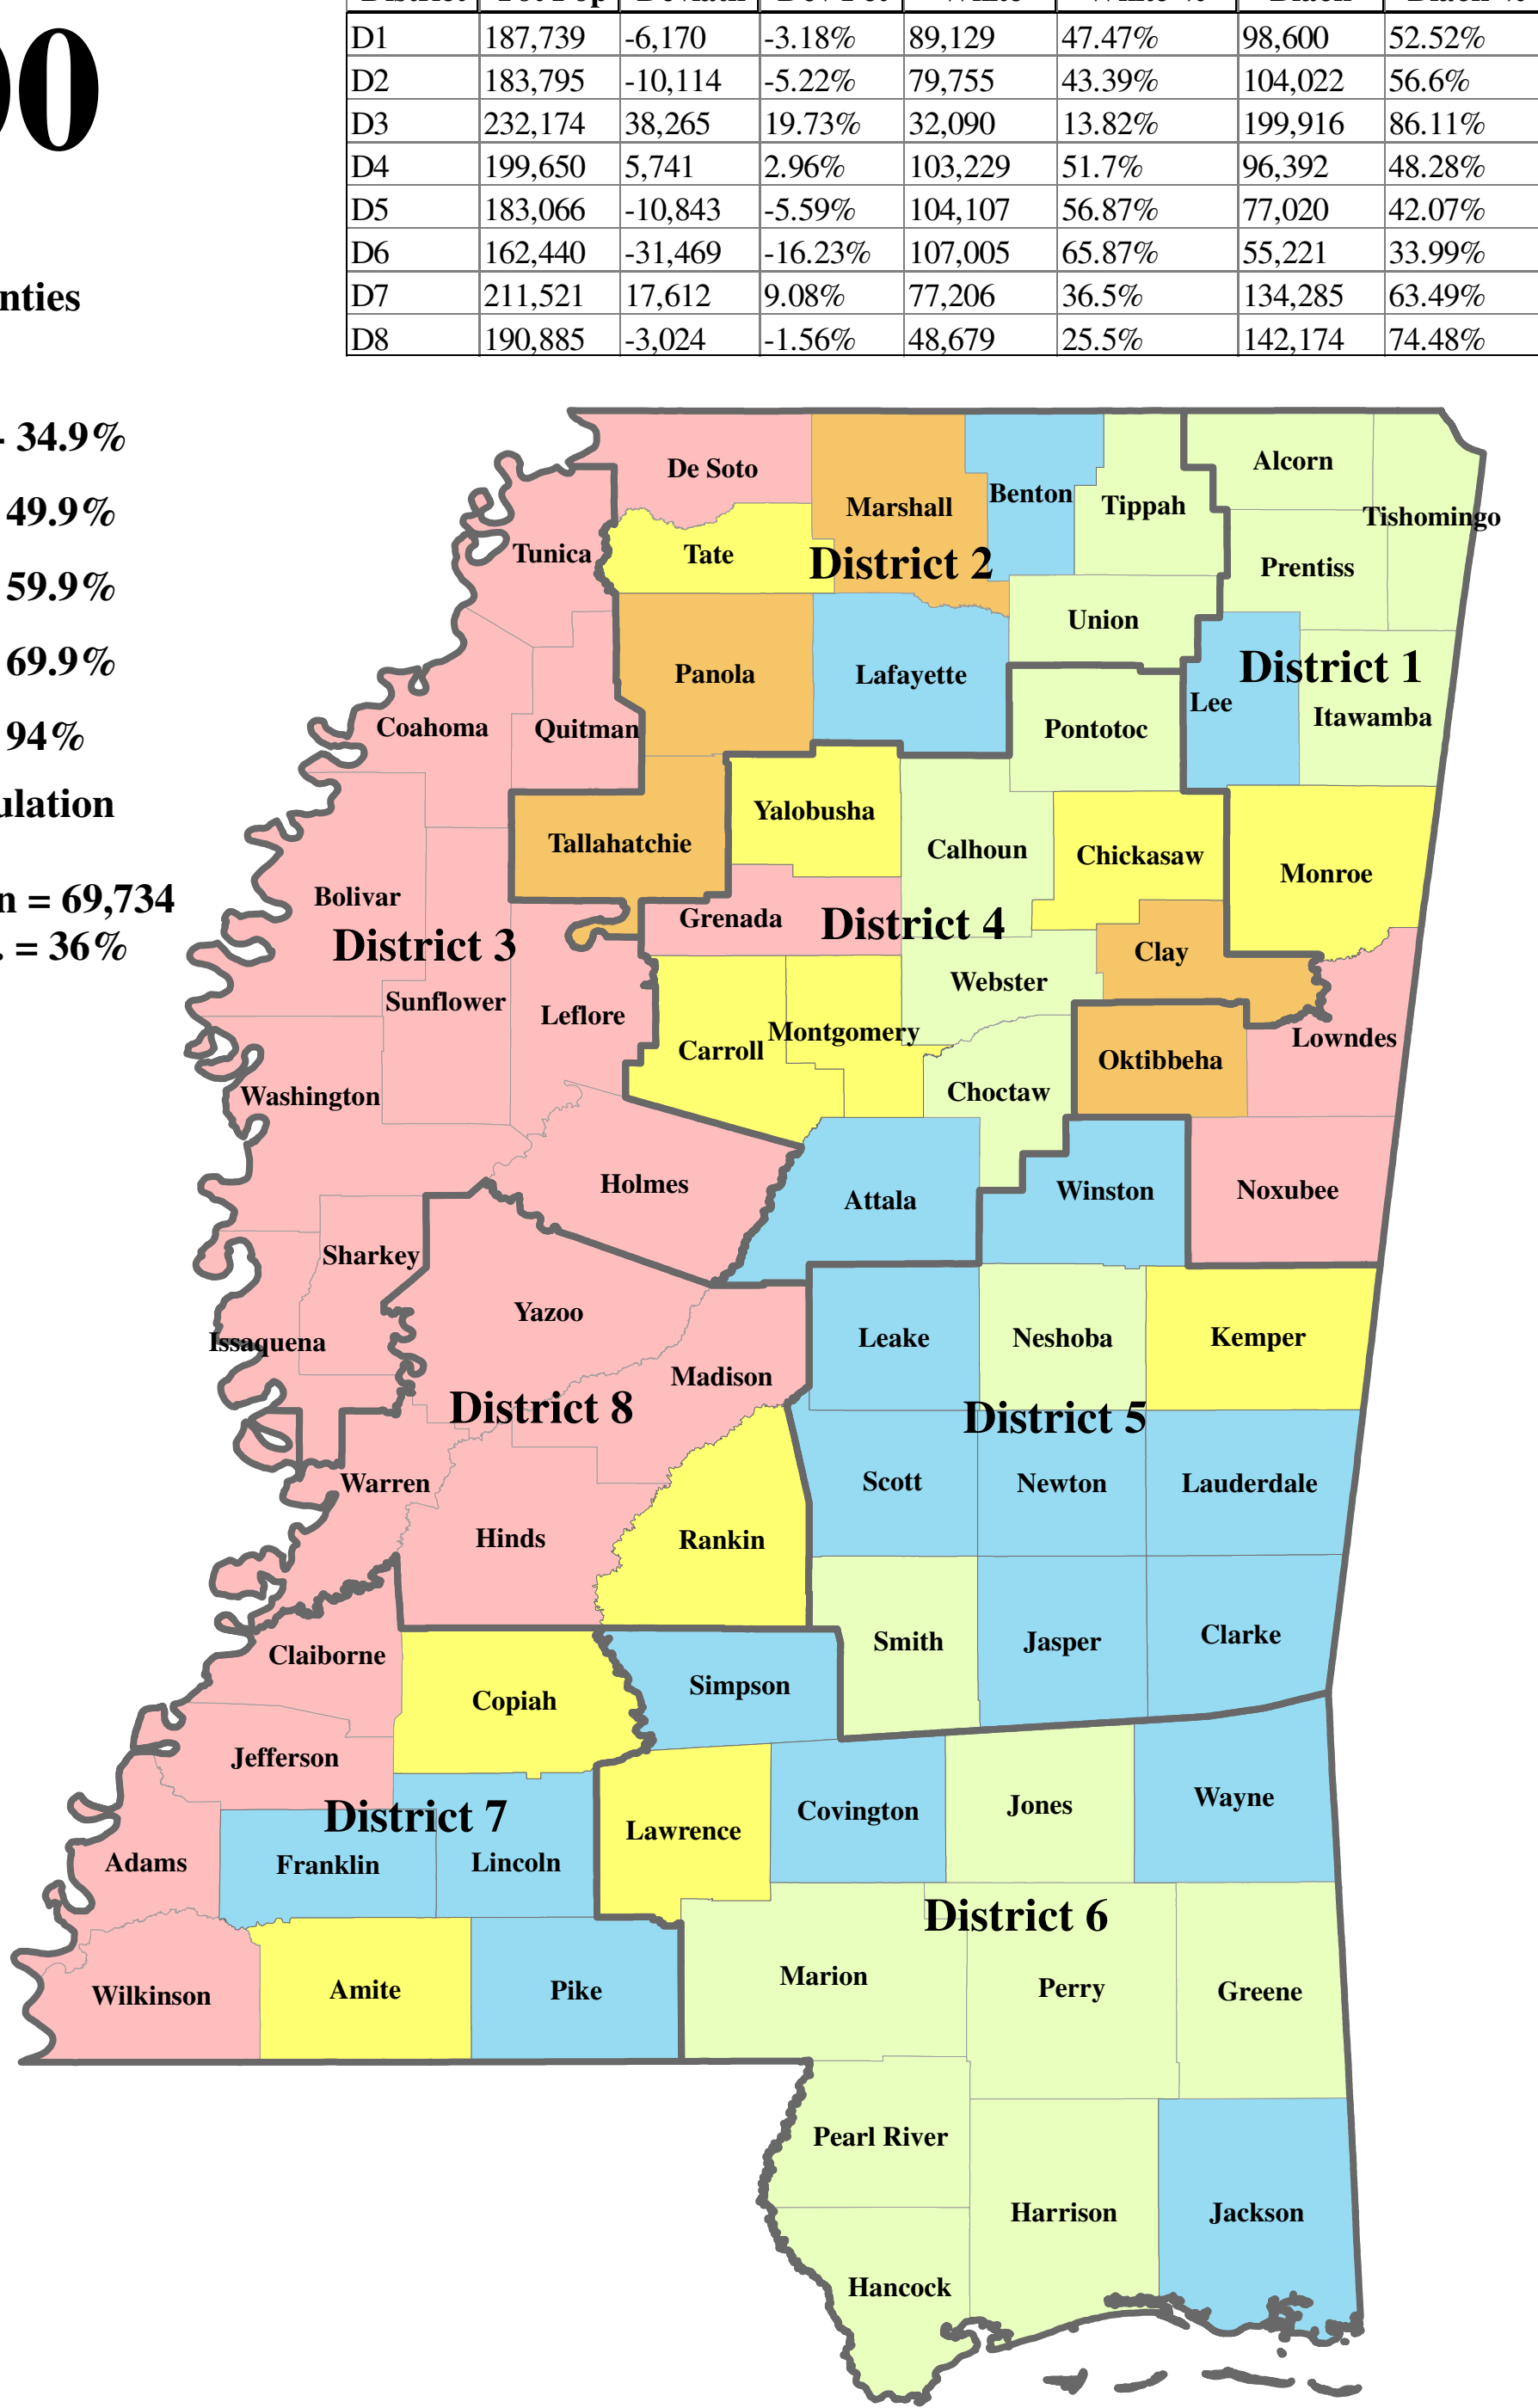 00
District Tot Pop Deviatn Dev Pct White White % Black Black %
D1 187,739 -6,170 -3.18% 89,129 47.47% 98,600 52.52%
D2 183,795 -10,114 -5.22% 79,755 43.39% 104,022 56.6%
D3 232,174 38,265 19.73% 32,090 13.82% 199,916 86.11%
D4 199,650 5,741 2.96% 103,229 51.7% 96,392 48.28%
D5 183,066 -10,843 -5.59% 104,107 56.87% 77,020 42.07%
D6 162,440 -31,469 -16.23% 107,005 65.87% 55,221 33.99%
D7 211,521 17,612 9.08% 77,206 36.5% 134,285 63.49%
D8 190,885 -3,024 -1.56% 48,679 25.5% 142,174 74.48%
nties
- 34.9%
49.9%
59.9%
69.9%
94%
ulation
n = 69,734
. = 36%
De Soto
Marshall
Benton
Tippah
Alcorn
Tishomingo
Tunica
Tate
District 2
Prentiss
Union
Panola
Lafayette
District 1
Lee
Itawamba
Coahoma
Quitman
Pontotoc
Yalobusha
Tallahatchie
Calhoun
Chickasaw
Monroe
Bolivar
Grenada
District 4
District 3
Clay
Webster
Sunflower
Leflore
Montgomery
Carroll
Lowndes
Oktibbeha
Washington
Choctaw
Holmes
Attala
Winston
Noxubee
Sharkey
Yazoo
Issaquena
Leake
Neshoba
Kemper
Madison
District 8
District 5
Warren
Scott
Newton
Lauderdale
Hinds
Rankin
Claiborne
Smith
Jasper
Clarke
Copiah
Simpson
Jefferson
District 7
Lawrence
Covington
Jones
Wayne
Adams
Franklin
Lincoln
District 6
Wilkinson
Amite
Pike
Marion
Perry
Greene
Pearl River
Harrison
Jackson
Hancock